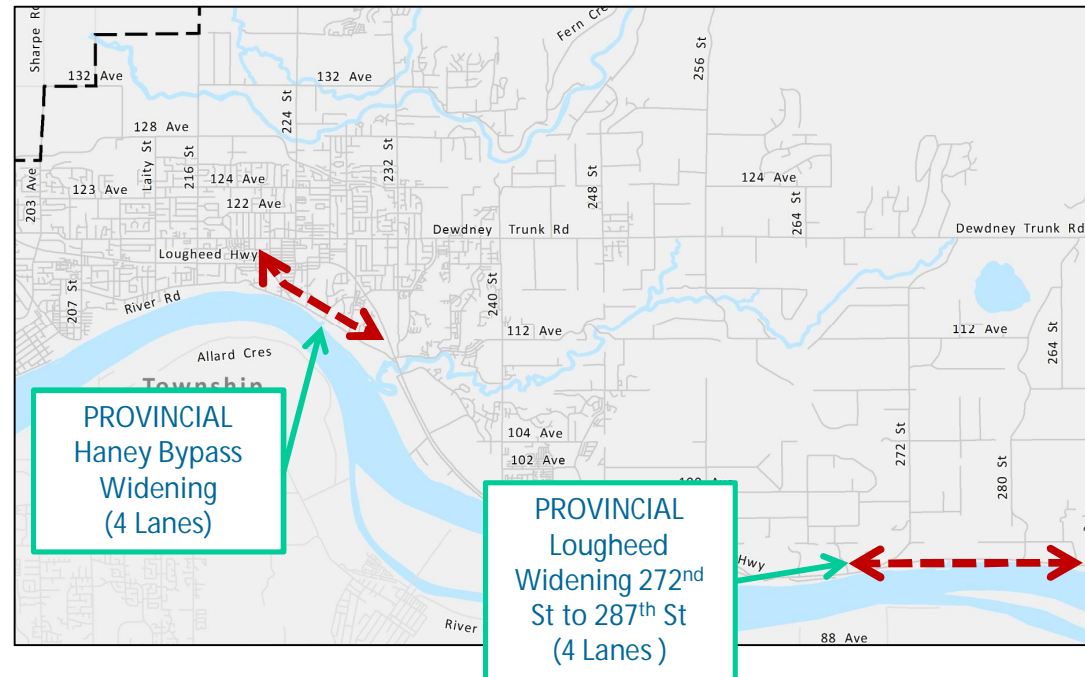 Sharpe Rd
Fern Cre
256 St
132 Ave
132 Ave
224 St
128 Ave
Laity St
216 St
232 St
248 St
203 Ave
123 Ave
124 Ave
124 Ave
264 St
122 Ave
Dewdney Trunk Rd
Dewdney Trunk Rd
Lougheed Hwy
207 St
River Rd
240 St
112 Ave
112 Ave
264 St
Allard Cres
Township
PROVINCIAL
Haney Bypass
Widening
(4 Lanes)
104 Ave
102 Ave
272 St
280 St
PROVINCIAL
Lougheed
Widening 272nd
St to 287th St
(4 Lanes )
Hwy
River
88 Ave